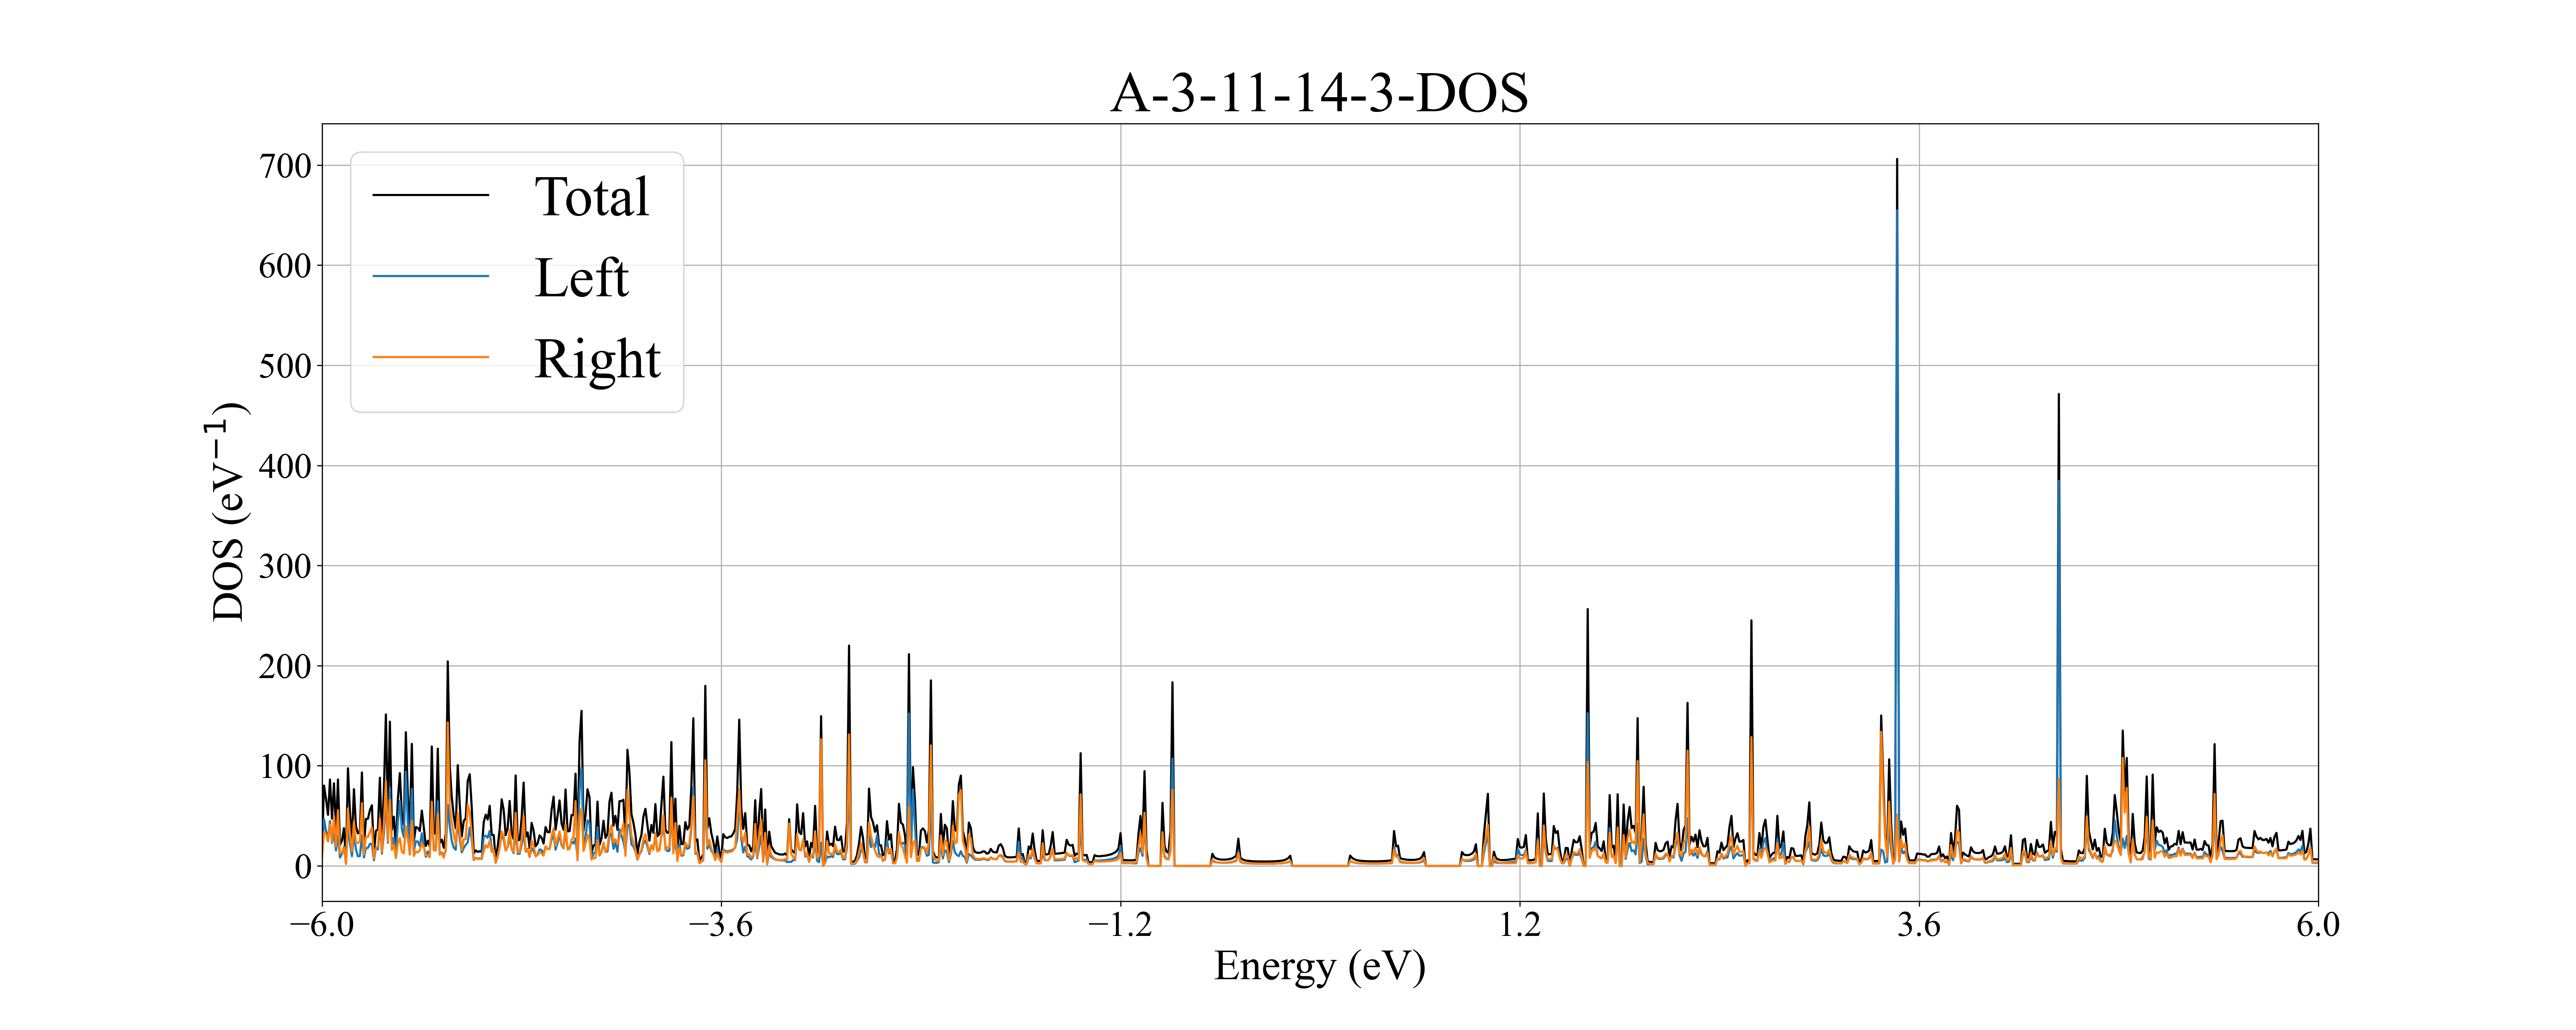 A-3-11-14-3-DOS
Total
Left
Right
700
600
500
400
300
200
100
0
DOS (eV⁻¹)
−6.0 −3.6 −1.2 1.2 3.6 6.0
Energy (eV)